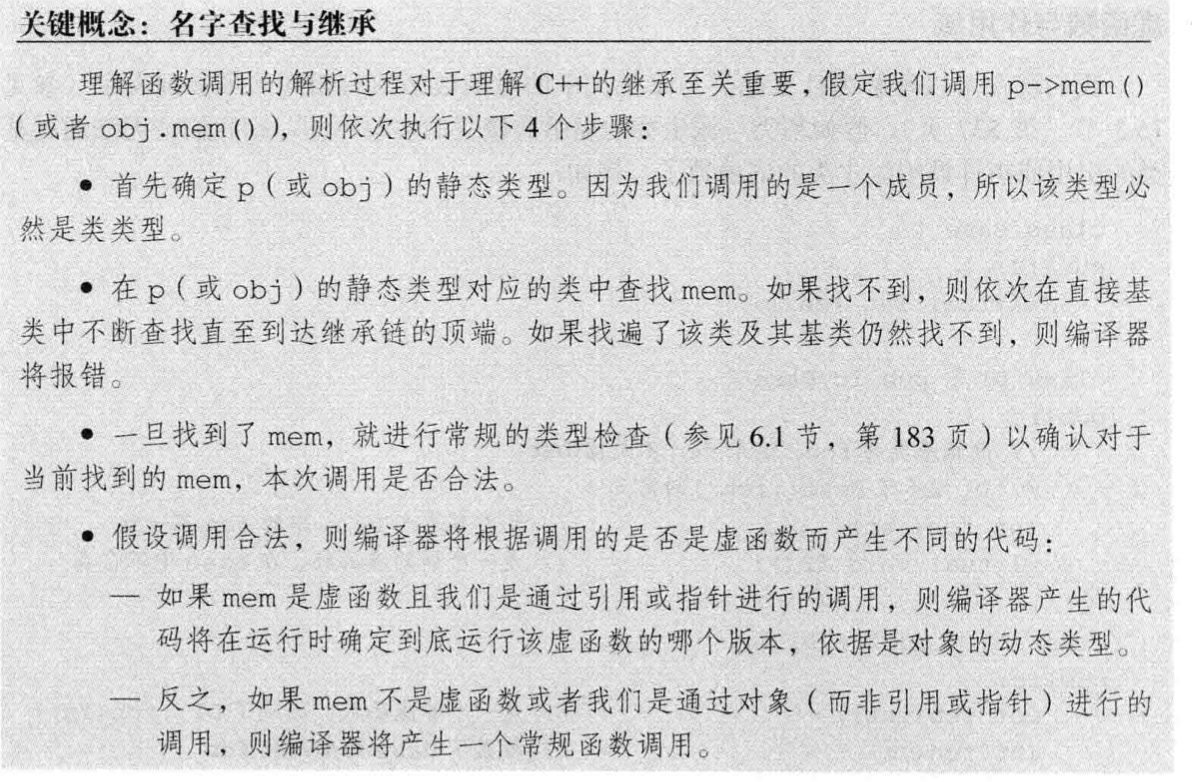 关键概念：名字查找与继承
理解函数调用的解析过程对于理解 C++的继承至关重要，假定我们调用 p->mem()
（或者 obj.mem()），则依次执行以下 4 个步骤：
• 首先确定 p（或 obj）的静态类型。因为我们调用的是一个成员，所以该类型必
然是类类型。
• 在 p（或 obj）的静态类型对应的类中查找 mem。如果找不到，则依次在直接基
类中不断查找直至到达继承链的顶端。如果找遍了该类及其基类仍然找不到，则编译器
将报错。
• 一旦找到了 mem，就进行常规的类型检查（参见 6.1 节，第 183 页）以确认对于
当前找到的 mem，本次调用是否合法。
• 假设调用合法，则编译器将根据调用的是否是虚函数而产生不同的代码：
— 如果 mem 是虚函数且我们是通过引用或指针进行的调用，则编译器产生的代
码将在运行时确定到底运行该虚函数的哪个版本，依据是对象的动态类型。
— 反之，如果 mem 不是虚函数或者我们是通过对象（而非引用或指针）进行的
调用，则编译器将产生一个常规函数调用。